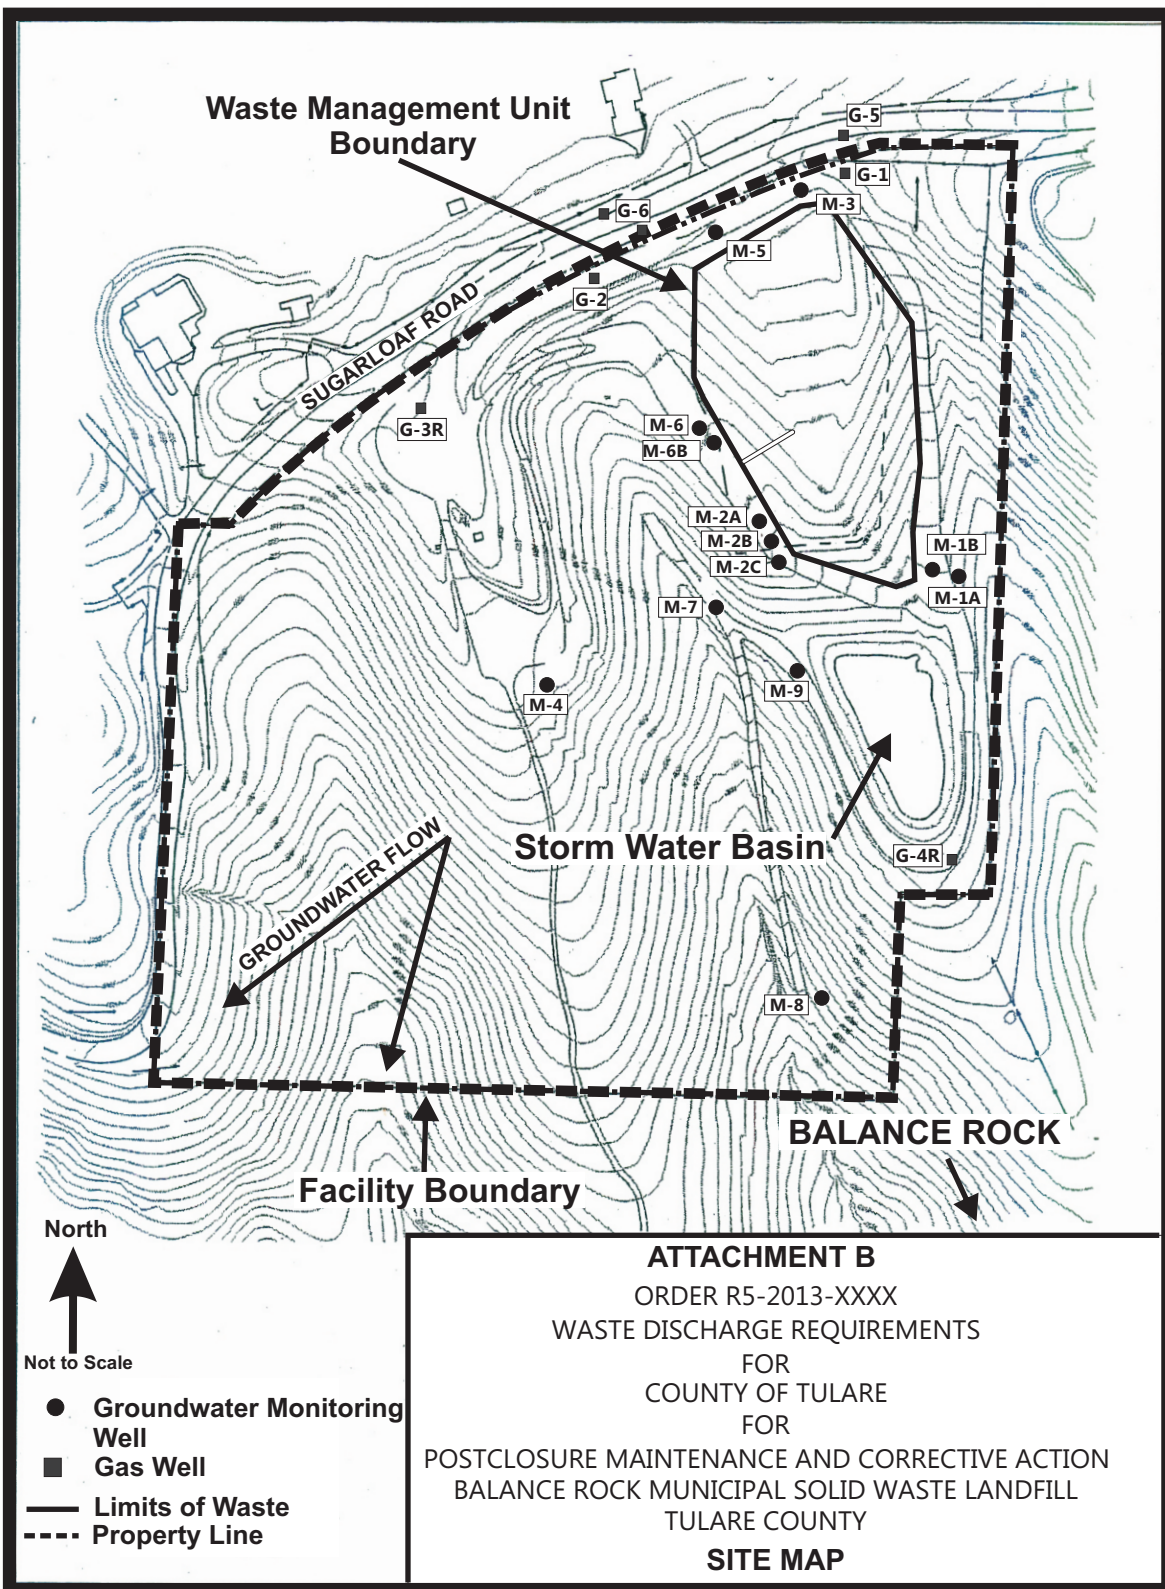 Waste Management Unit
Boundary
G-5
G-1
M-3
G-6
M-5
G-2
SUGARLOAF ROAD
G-3R
M-6
M-6B
M-2A
M-2B
M-2C
M-1B
M-1A
M-7
M-9
M-4
Storm Water Basin
G-4R
GROUNDWATER FLOW
M-8
BALANCE ROCK
Facility Boundary
North
Not to Scale
Groundwater Monitoring
Well
Gas Well
Limits of Waste
Property Line
ATTACHMENT B
ORDER R5-2013-XXXX
WASTE DISCHARGE REQUIREMENTS
FOR
COUNTY OF TULARE
FOR
POSTCLOSURE MAINTENANCE AND CORRECTIVE ACTION
BALANCE ROCK MUNICIPAL SOLID WASTE LANDFILL
TULARE COUNTY
SITE MAP